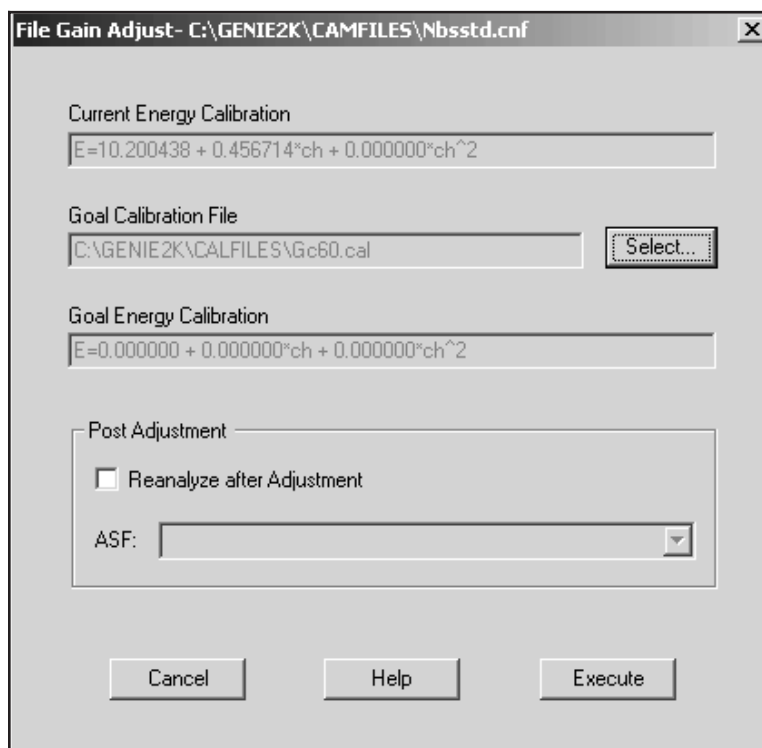 File Gain Adjust- C:\GENIE2K\CAMFILES\Nbsstd.cnf
Current Energy Calibration
E=10.200438 + 0.456714*ch + 0.000000*ch^2
Goal Calibration File
C:\GENIE2K\CALFILES\Gc60.cal
Select...
Goal Energy Calibration
E=0.000000 + 0.000000*ch + 0.000000*ch^2
Post Adjustment
Reanalyze after Adjustment
ASF:
Cancel
Help
Execute